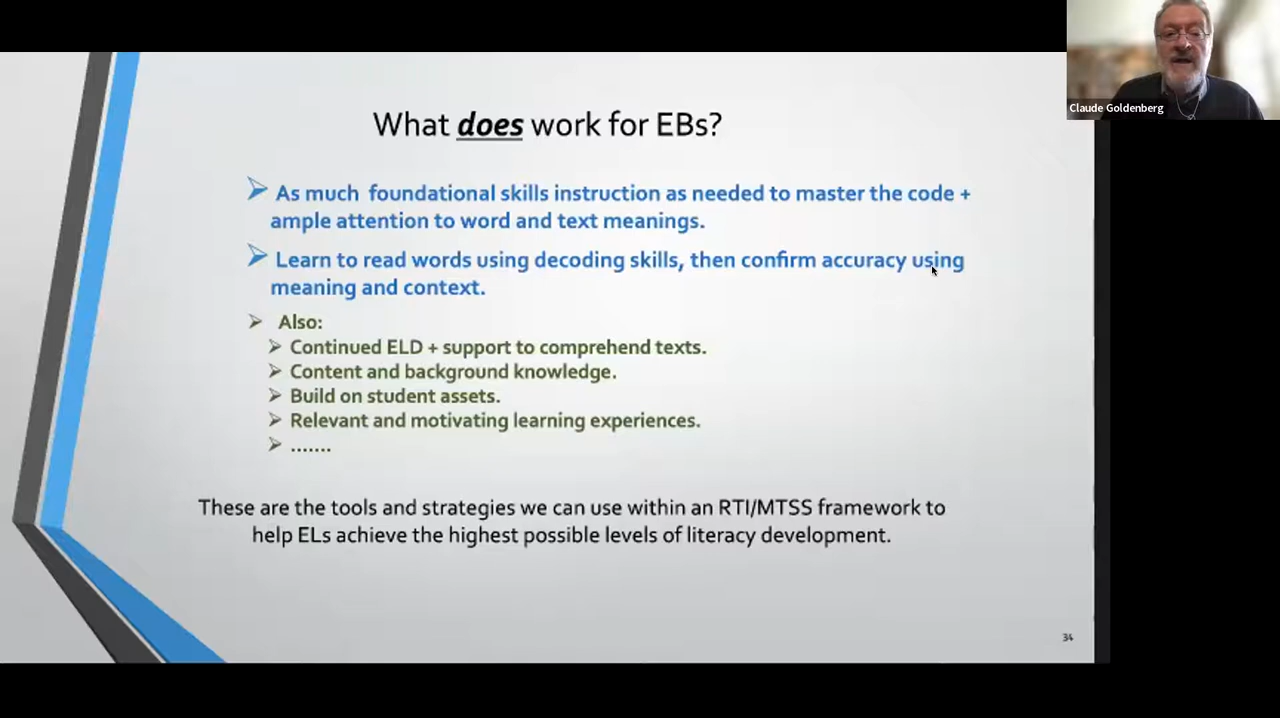 What does work for EBs?
➢ As much foundational skills instruction as needed to master the code +
ample attention to word and text meanings.
➢ Learn to read words using decoding skills, then confirm accuracy using
meaning and context.
➢ Also:
➢ Continued ELD + support to comprehend texts.
➢ Content and background knowledge.
➢ Build on student assets.
➢ Relevant and motivating learning experiences.
➢ .......
These are the tools and strategies we can use within an RTI/MTSS framework to
help ELs achieve the highest possible levels of literacy development.
34
Claude Goldenberg